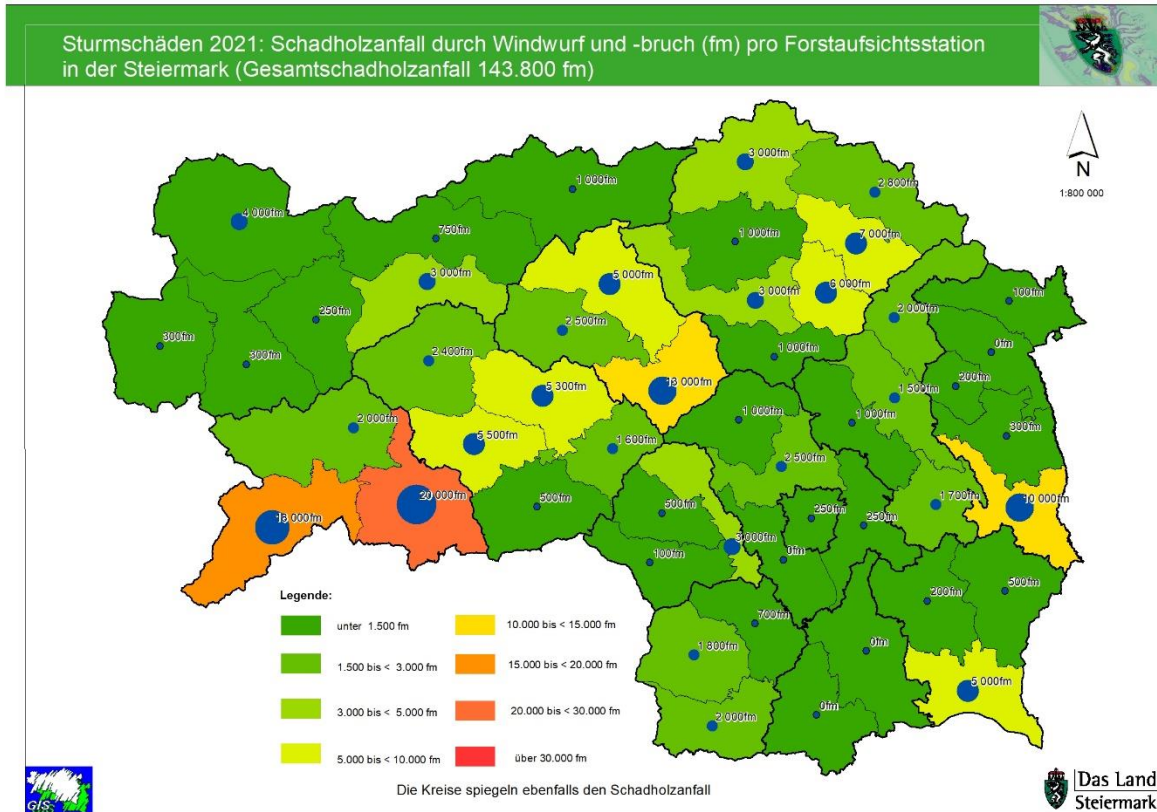 Sturmschäden 2021: Schadholzanfall durch Windwurf und -bruch (fm) pro Forstaufsichtsstation
in der Steiermark (Gesamtschadholzanfall 143.800 fm)
N
1:800 000
3 000fm
1 000fm
2 800fm
4 000fm
750fm
1 000fm
7 000fm
3 000fm
5 000fm
6 000fm
3 000fm
100fm
2 000fm
250fm
2 500fm
300fm
0fm
1 000fm
2 400fm
300fm
200fm
13 000fm
5 300fm
1 500fm
1 000fm
1 000fm
2 000fm
300fm
5 500fm
1 600fm
2 500fm
20 000fm
500fm
500fm
1 700fm
10 000fm
250fm
250fm
18 000fm
3 000fm
100fm
0fm
500fm
200fm
700fm
1 800fm
0fm
5 000fm
0fm
2 000fm
Legende:
unter 1.500 fm
1.500 bis < 3.000 fm
3.000 bis < 5.000 fm
5.000 bis < 10.000 fm
10.000 bis < 15.000 fm
15.000 bis < 20.000 fm
20.000 bis < 30.000 fm
über 30.000 fm
Die Kreise spiegeln ebenfalls den Schadholzanfall
GIS
Das Land
Steiermark